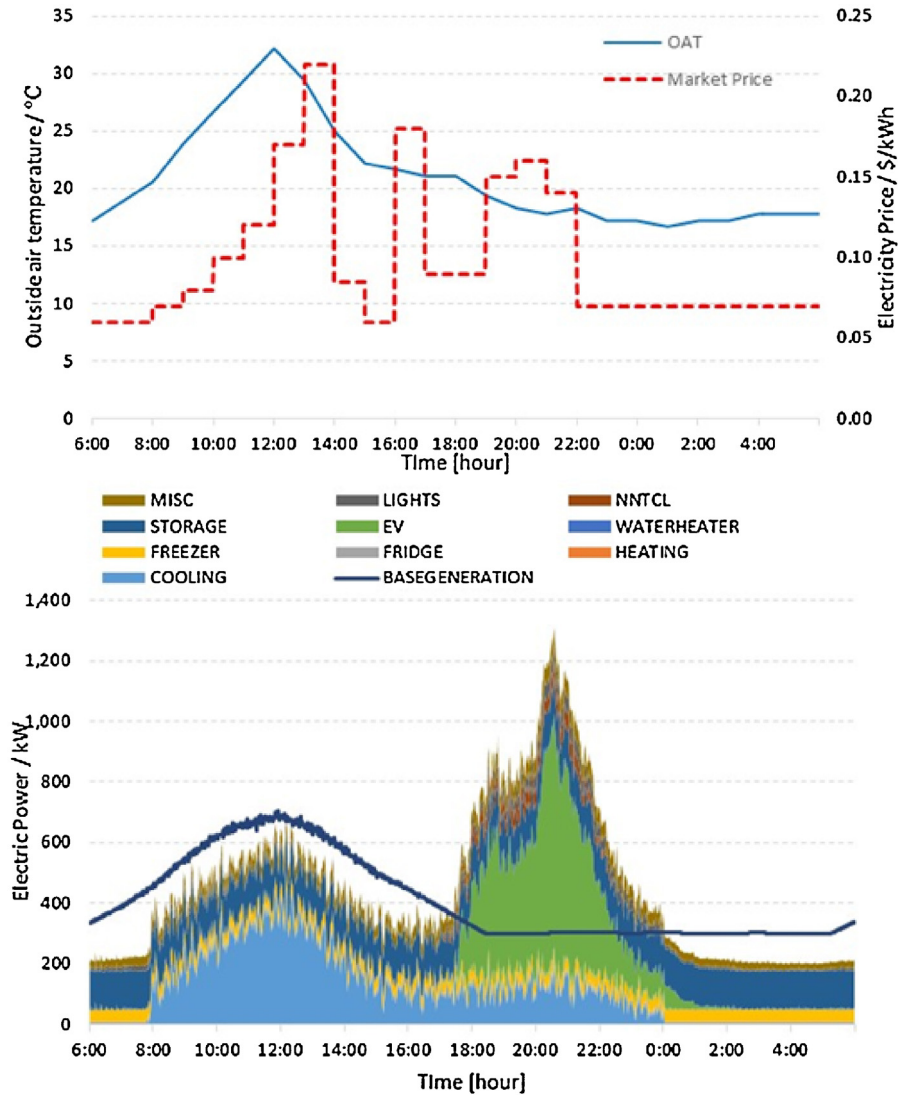 35
30
25
20
15
10
5
0
Outside air temperature / °C
0.25
0.20
0.15
0.10
0.05
0.00
Electricity Price / $/kWh
OAT
Market Price
6:00 8:00 10:00 12:00 14:00 16:00 18:00 20:00 22:00 0:00 2:00 4:00
TIme [hour]
MISC LIGHTS NNTCL
STORAGE EV WATERHEATER
FREEZER FRIDGE HEATING
COOLING BASEGENERATION
1,400
1,200
1,000
800
600
400
200
0
Electric Power / kW
6:00 8:00 10:00 12:00 14:00 16:00 18:00 20:00 22:00 0:00 2:00 4:00
TIme [hour]